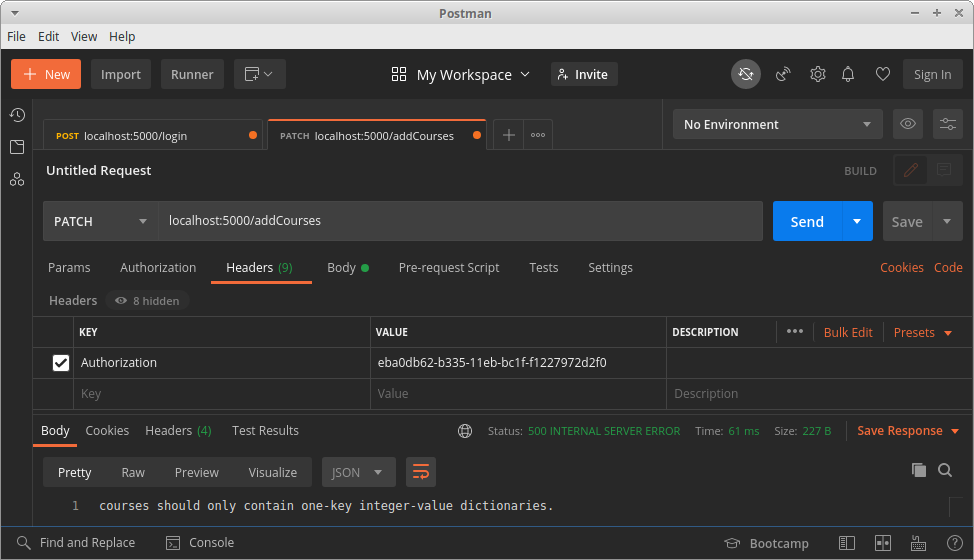 Postman
File Edit View Help
New Import Runner My Workspace Invite Sign In
POST localhost:5000/login PATCH localhost:5000/addCourses No Environment
Untitled Request BUILD
PATCH localhost:5000/addCourses Send Save
Params Authorization Headers (9) Body Pre-request Script Tests Settings Cookies Code
Headers 8 hidden
KEY VALUE DESCRIPTION Bulk Edit Presets
Authorization eba0db62-b335-11eb-bc1f-f1227972d2f0
Key Value Description
Body Cookies Headers (4) Test Results Status: 500 INTERNAL SERVER ERROR Time: 61 ms Size: 227 B Save Response
Pretty Raw Preview Visualize JSON
1 courses should only contain one-key integer-value dictionaries.
Find and Replace Console Bootcamp